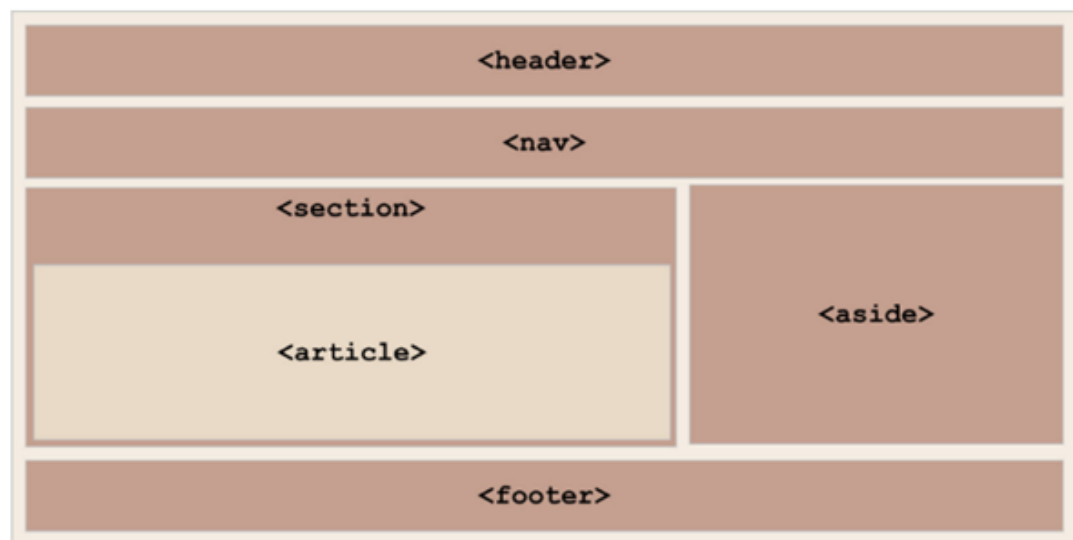 <header>
<nav>
<section>
<article>
<aside>
<footer>